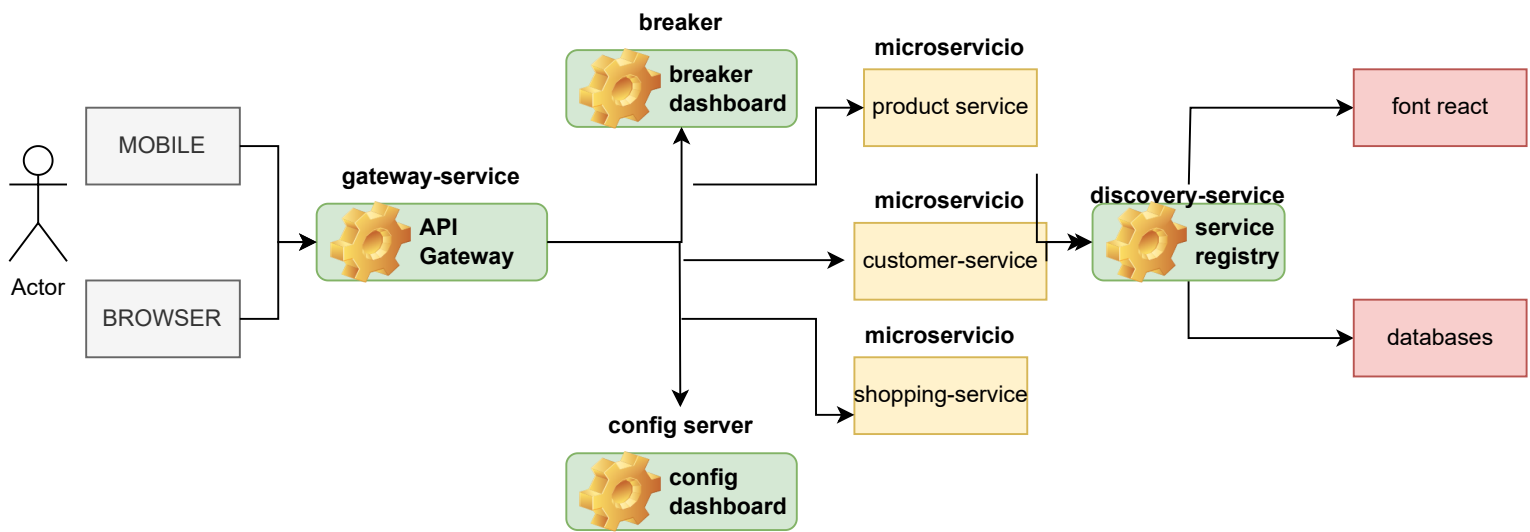 breaker
breaker
dashboard
microservicio
product service
font react
MOBILE
gateway-service
API
Gateway
microservicio
customer-service
discovery-service
service
registry
Actor
BROWSER
microservicio
shopping-service
databases
config server
config
dashboard